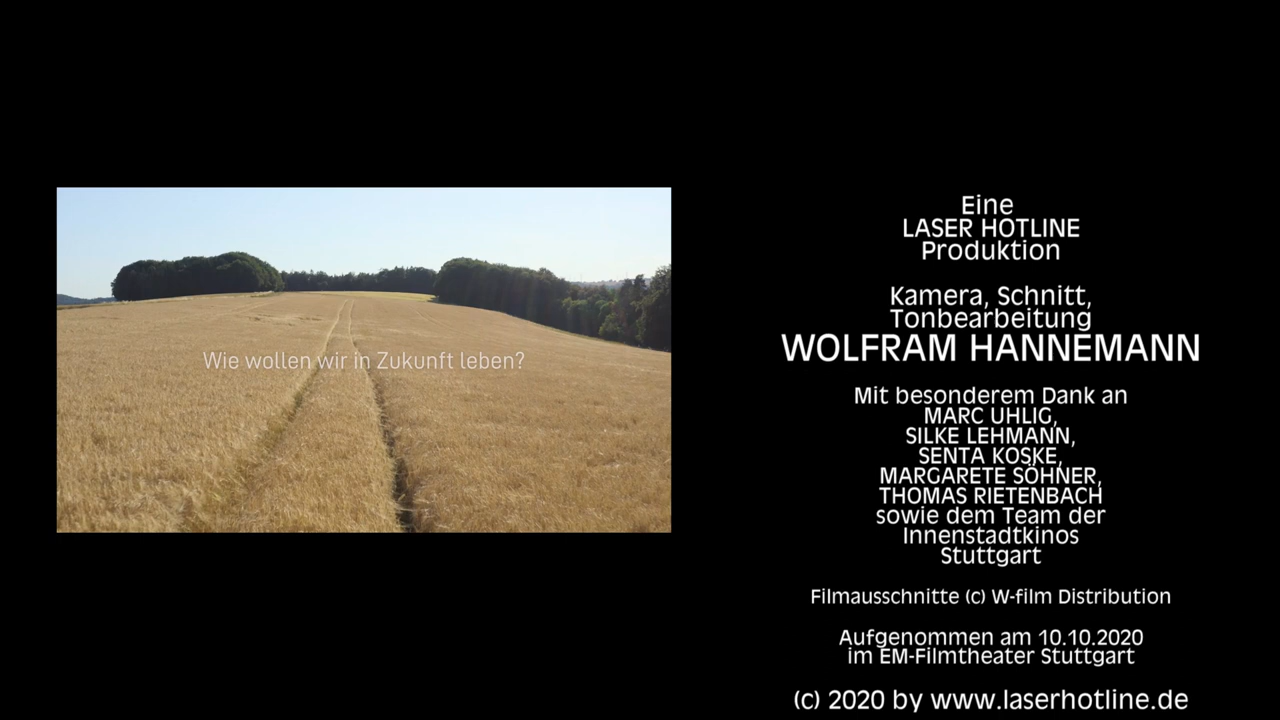 Wie wollen wir in Zukunft leben?
Eine
LASER HOTLINE
Produktion
Kamera, Schnitt,
Tonbearbeitung
WOLFRAM HANNEMANN
Mit besonderem Dank an
MARC UHLIG,
SILKE LEHMANN,
SENTA KOSKE,
MARGARETE SÖHNER,
THOMAS RIETENBACH
sowie dem Team der
Innenstadtkinos
Stuttgart
Filmausschnitte (c) W-film Distribution
Aufgenommen am 10.10.2020
im EM-Filmtheater Stuttgart
(c) 2020 by www.laserhotline.de